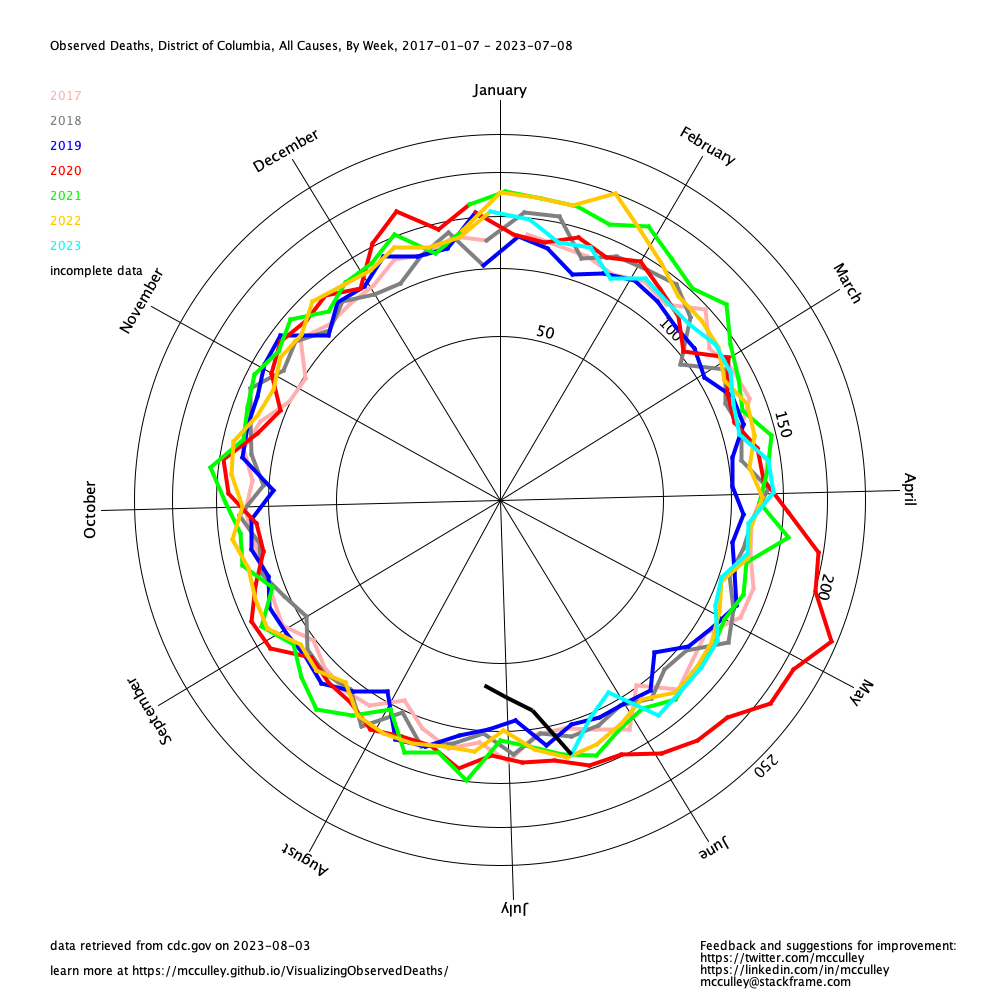 Observed Deaths, District of Columbia, All Causes, By Week, 2017-01-07 - 2023-07-08
January
2017
2018
2019
2020
2021
2022
2023
incomplete data
December
February
November
March
50
100
150
October
April
200
September
May
250
August
June
July
data retrieved from cdc.gov on 2023-08-03
learn more at https://mcculley.github.io/VisualizingObservedDeaths/
Feedback and suggestions for improvement:
https://twitter.com/mcculley
https://linkedin.com/in/mcculley
mcculley@stackframe.com